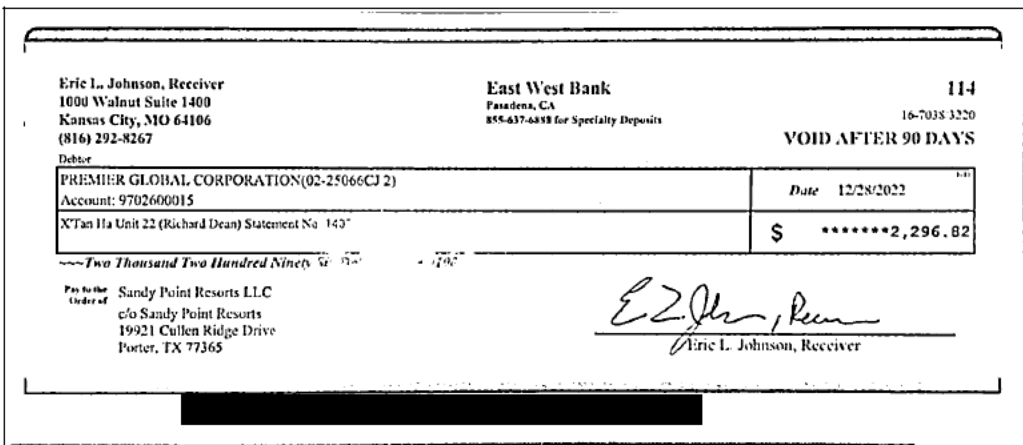 Eric L. Johnson, Receiver
1000 Walnut Suite 1400
Kansas City, MO 64106
(816) 292-8267
East West Bank
Pasadena, CA
855-637-6888 for Specialty Deposits
114
16-7038 3220
VOID AFTER 90 DAYS
Debtor
PREMIER GLOBAL CORPORATION(02-25066CJ 2)
Account: 9702600015
Date 12/28/2022
X'Tan Ha Unit 22 (Richard Dean) Statement No
$ *******2,296.82
~~~Two Thousand Two Hundred Ninety
Pay to the
Order of
Sandy Point Resorts LLC
c/o Sandy Point Resorts
19921 Cullen Ridge Drive
Porter, TX 77365
Eric L. Johnson, Receiver